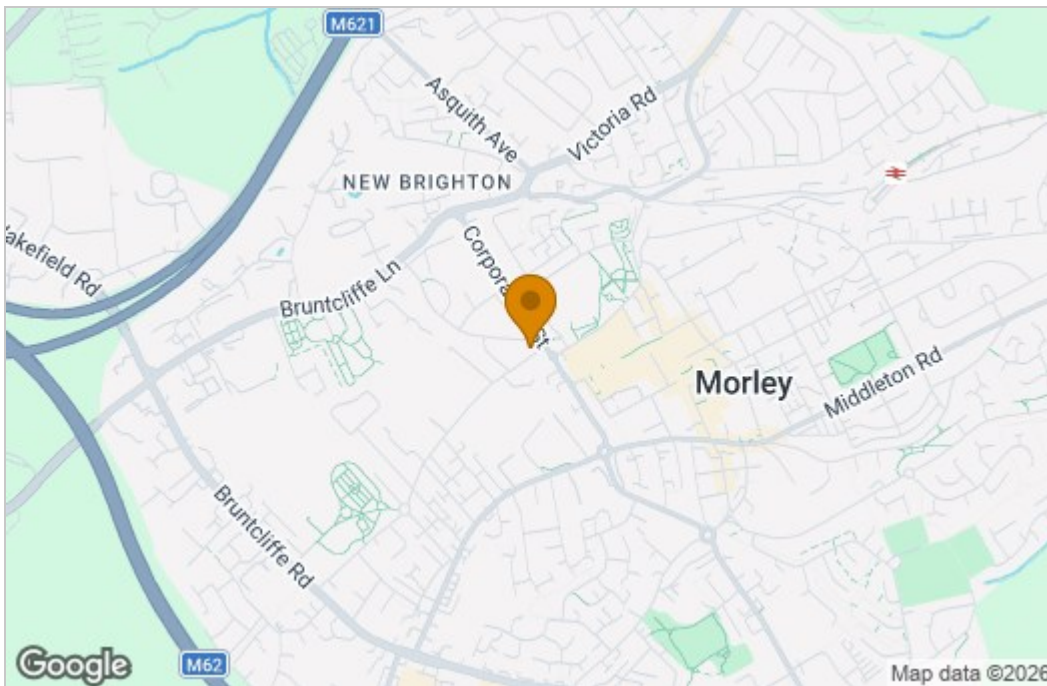 M621
Asquith Ave
Victoria Rd
NEW BRIGHTON
Wakefield Rd
Bruntcliffe Ln
Morley
Middleton Rd
Bruntcliffe Rd
Google
M62
Map data ©2026